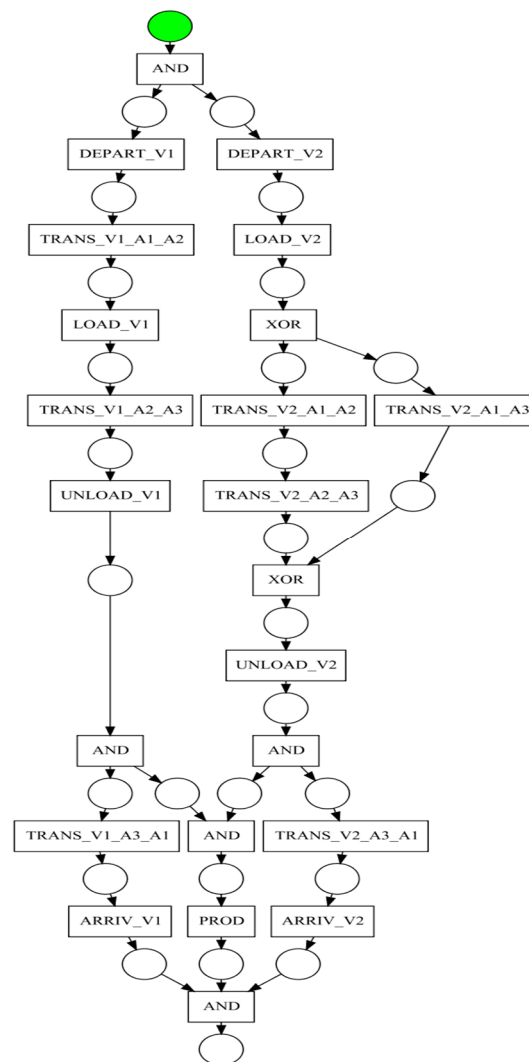 AND
DEPART_V1 DEPART_V2
TRANS_V1_A1_A2 LOAD_V2
LOAD_V1 XOR
TRANS_V1_A2_A3 TRANS_V2_A1_A2 TRANS_V2_A1_A3
UNLOAD_V1 TRANS_V2_A2_A3
XOR
UNLOAD_V2
AND AND
TRANS_V1_A3_A1 AND TRANS_V2_A3_A1
ARRIV_V1 PROD ARRIV_V2
AND